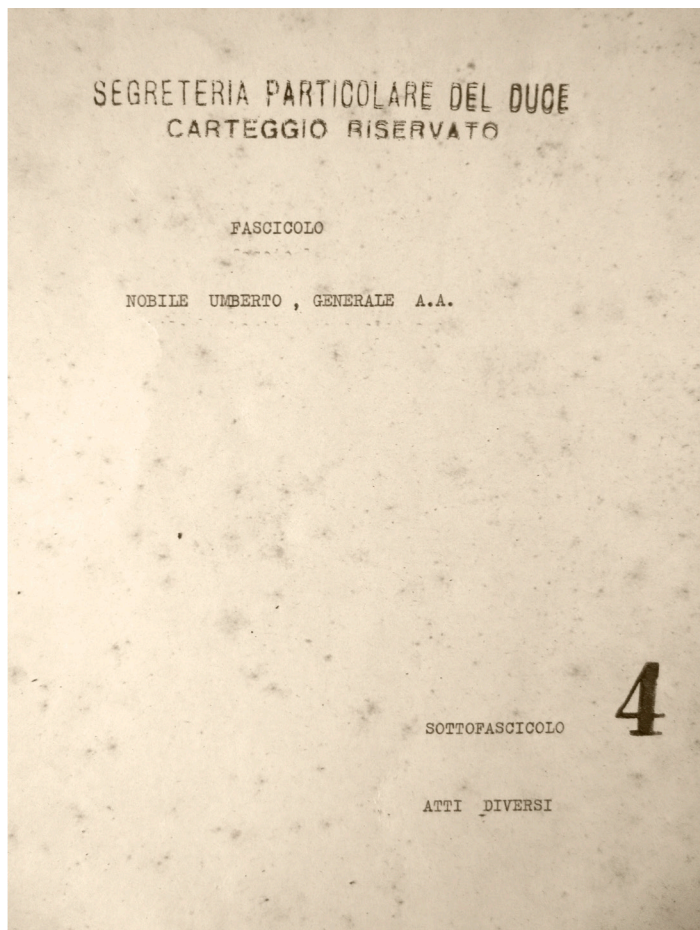 SEGRETERIA PARTICOLARE DEL DUCE
CARTEGGIO RISERVATO
FASCICOLO
NOBILE UMBERTO , GENERALE A.A.
4
SOTTOFASCICOLO
ATTI DIVERSI